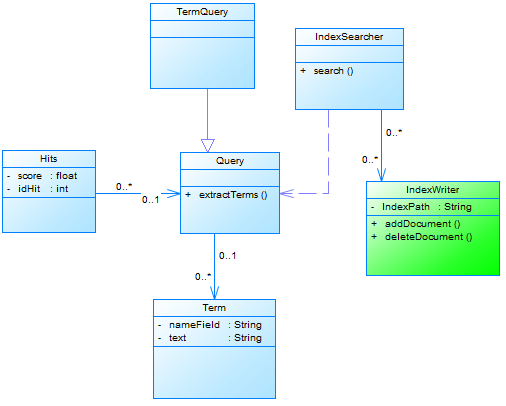 TermQuery
IndexSearcher
+ search ()
0..*
0..*
Hits
- score : float
- idHit : int
0..*
0..1
Query
+ extractTerms ()
IndexWriter
- IndexPath : String
+ addDocument ()
+ deleteDocument ()
0..1
0..*
Term
- nameField : String
- text : String